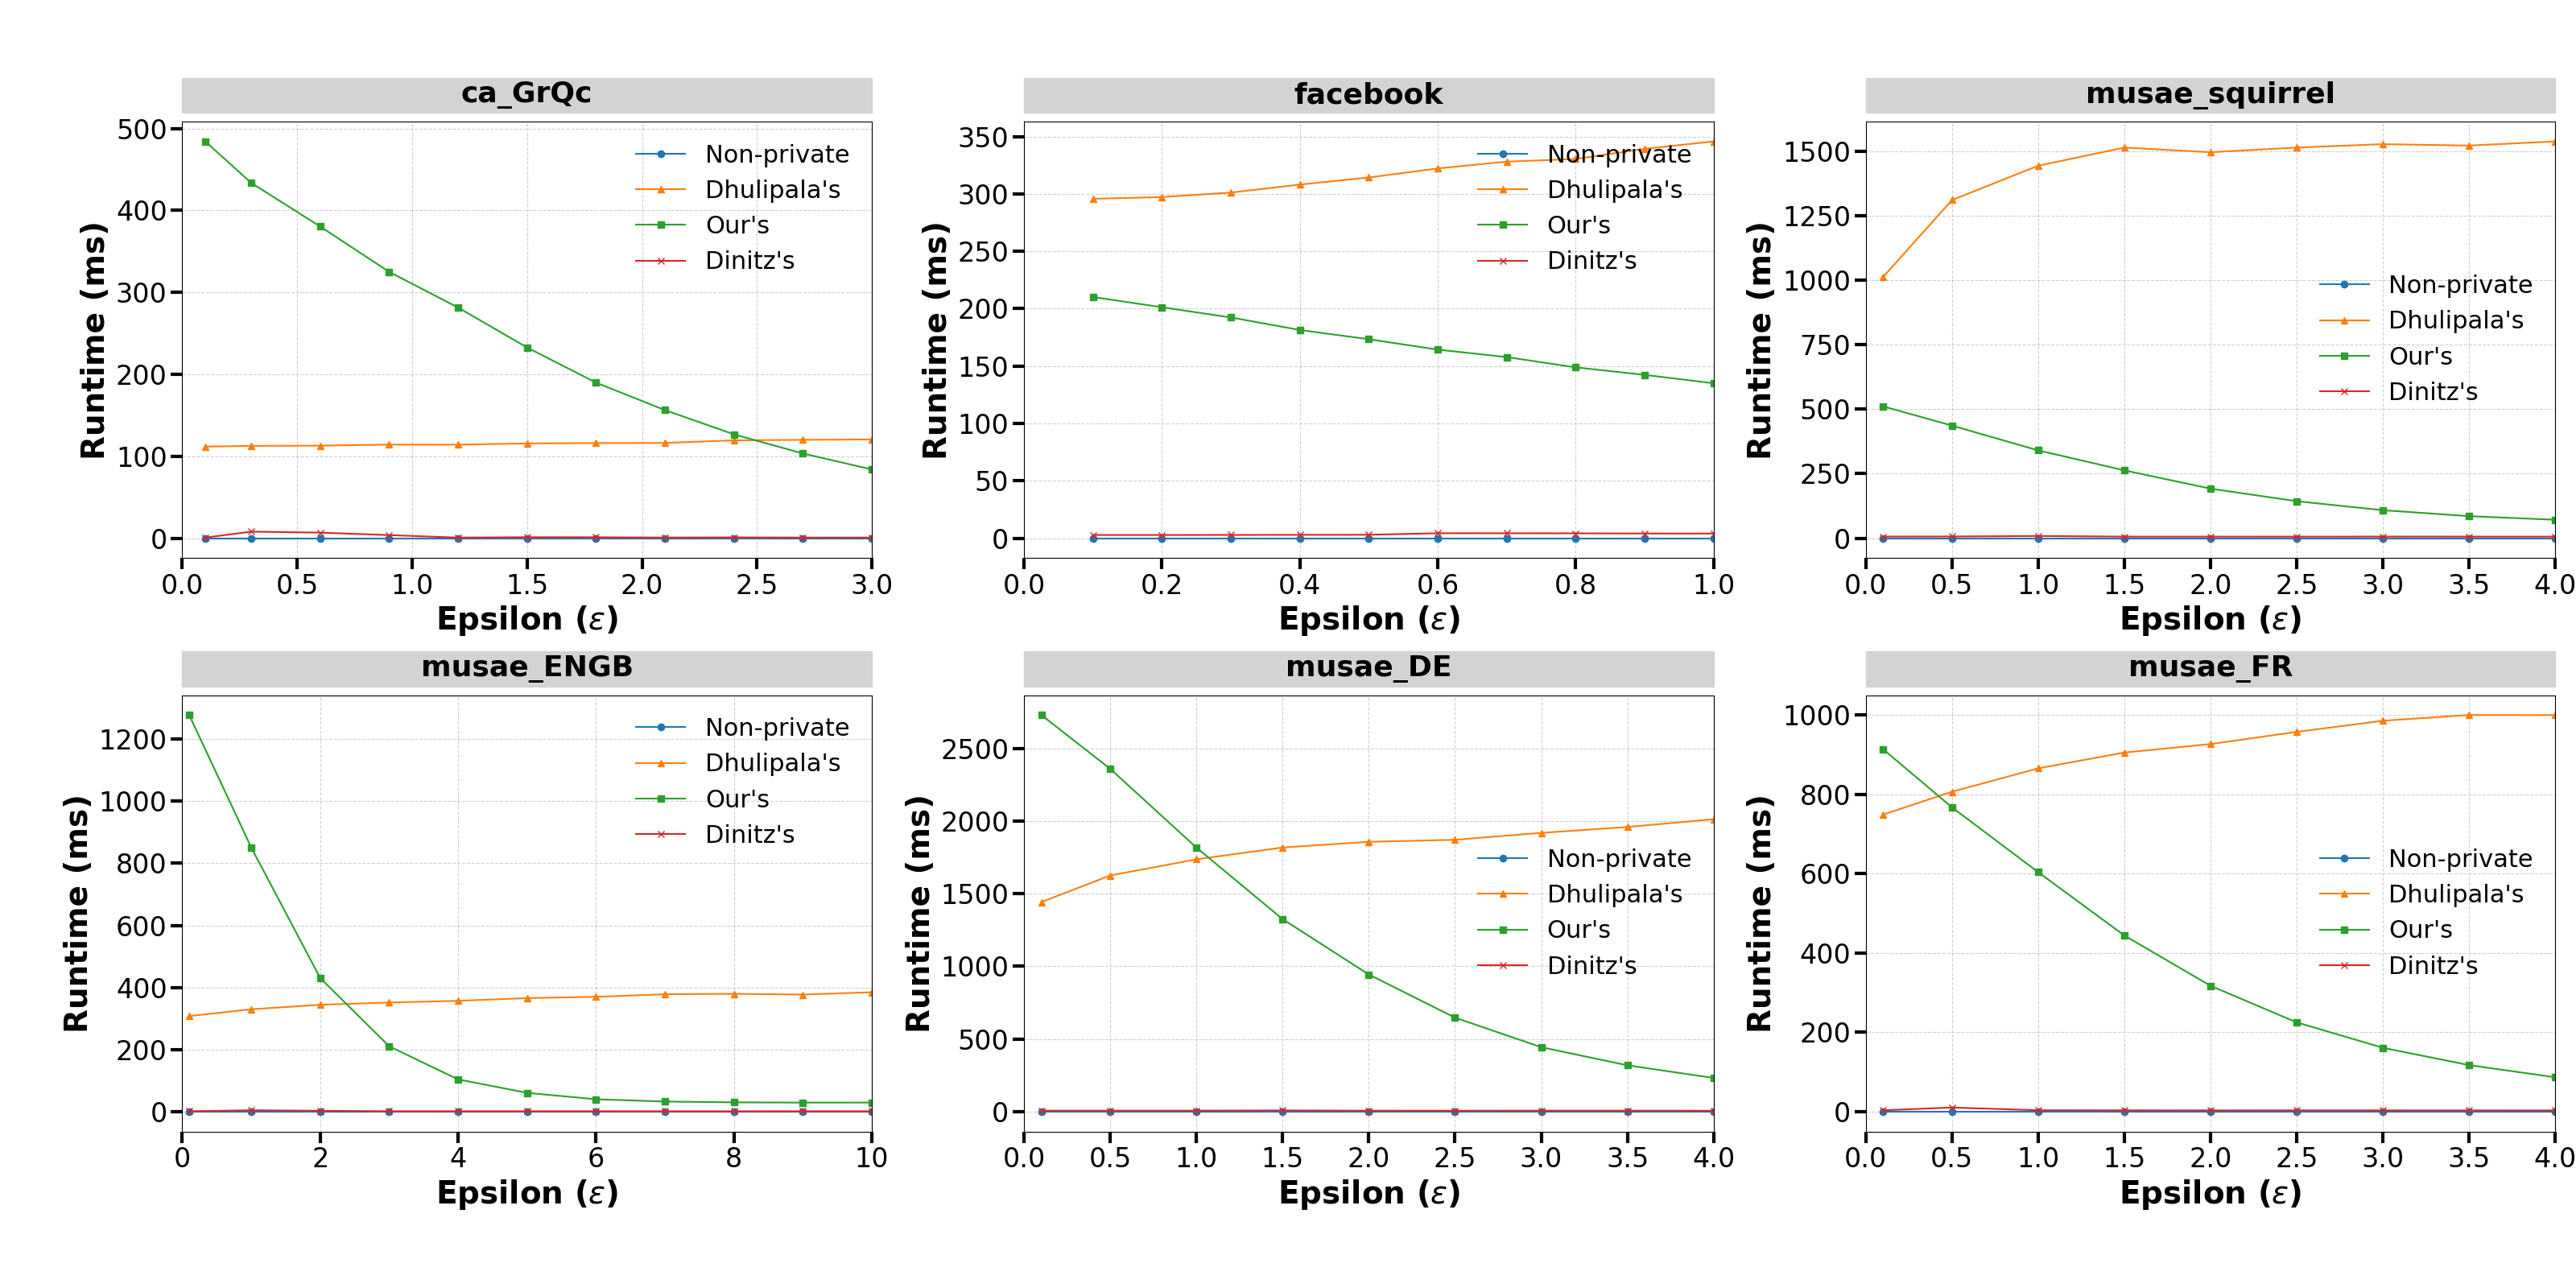 ca_GrQc
Runtime (ms)
500
400
300
200
100
0
0.0 0.5 1.0 1.5 2.0 2.5 3.0
Epsilon (ε)
Non-private
Dhulipala's
Our's
Dinitz's
facebook
Runtime (ms)
350
300
250
200
150
100
50
0
0.0 0.2 0.4 0.6 0.8 1.0
Epsilon (ε)
Non-private
Dhulipala's
Our's
Dinitz's
musae_squirrel
Runtime (ms)
1500
1250
1000
750
500
250
0
0.0 0.5 1.0 1.5 2.0 2.5 3.0 3.5 4.0
Epsilon (ε)
Non-private
Dhulipala's
Our's
Dinitz's
musae_ENGB
Runtime (ms)
1200
1000
800
600
400
200
0
0 2 4 6 8 10
Epsilon (ε)
Non-private
Dhulipala's
Our's
Dinitz's
musae_DE
Runtime (ms)
2500
2000
1500
1000
500
0
0.0 0.5 1.0 1.5 2.0 2.5 3.0 3.5 4.0
Epsilon (ε)
Non-private
Dhulipala's
Our's
Dinitz's
musae_FR
Runtime (ms)
1000
800
600
400
200
0
0.0 0.5 1.0 1.5 2.0 2.5 3.0 3.5 4.0
Epsilon (ε)
Non-private
Dhulipala's
Our's
Dinitz's